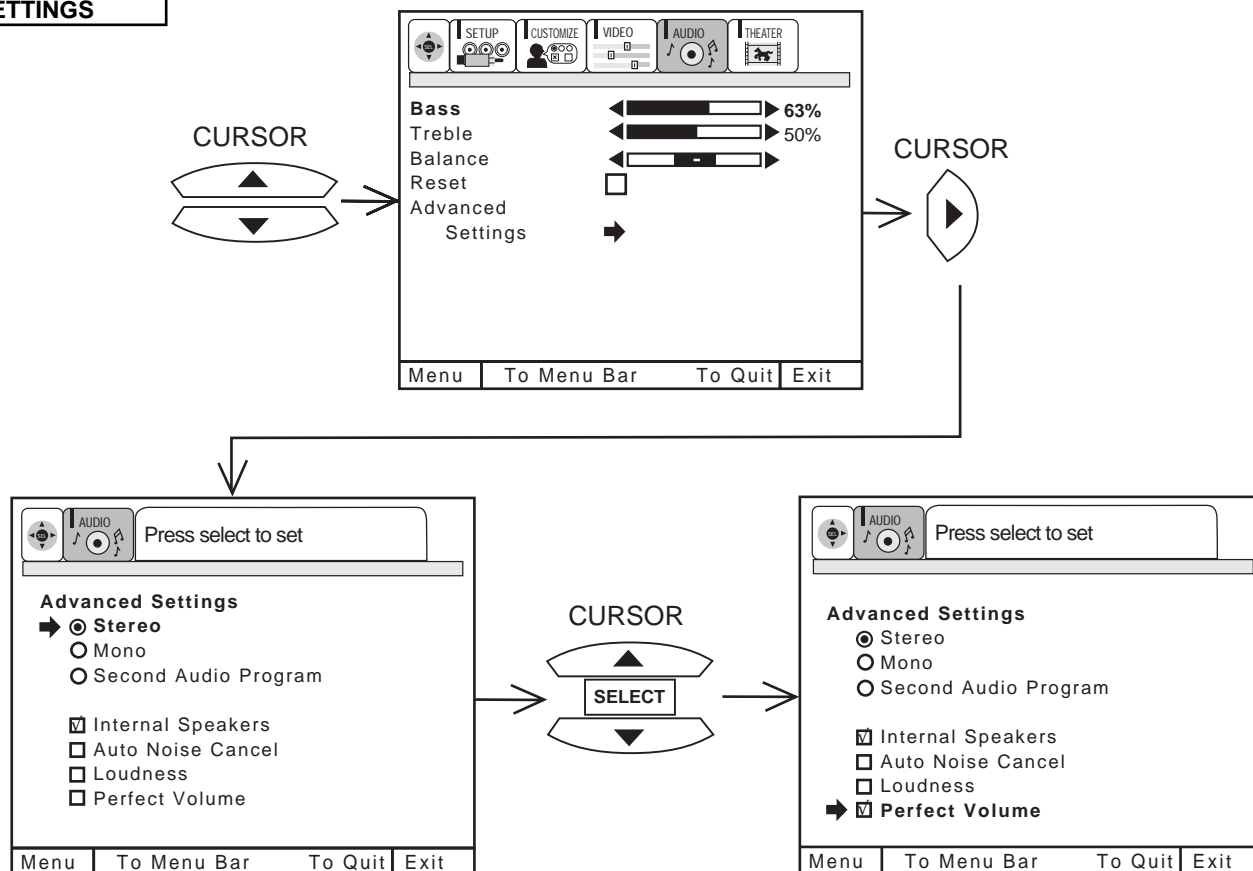 SETUP CUSTOMIZE VIDEO AUDIO THEATER
SEL
Bass 63%
Treble 50%
Balance
Reset
Advanced
Settings
Menu To Menu Bar To Quit Exit
CURSOR
CURSOR
SEL AUDIO Press select to set
Advanced Settings
Stereo
Mono
Second Audio Program
Internal Speakers
Auto Noise Cancel
Loudness
Perfect Volume
Menu To Menu Bar To Quit Exit
CURSOR
SELECT
SEL AUDIO Press select to set
Advanced Settings
Stereo
Mono
Second Audio Program
Internal Speakers
Auto Noise Cancel
Loudness
Perfect Volume
Menu To Menu Bar To Quit Exit